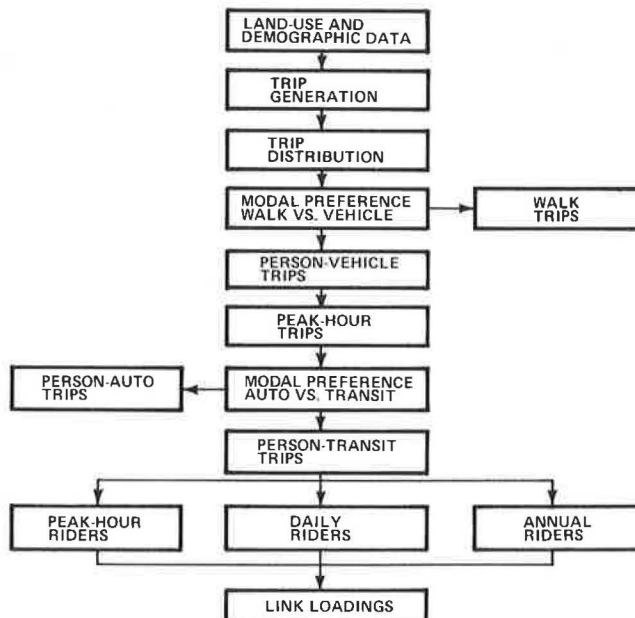 LAND-USE AND
DEMOGRAPHIC DATA
TRIP
GENERATION
TRIP
DISTRIBUTION
MODAL PREFERENCE
WALK VS. VEHICLE
WALK
TRIPS
PERSON-VEHICLE
TRIPS
PEAK-HOUR
TRIPS
PERSON-AUTO
TRIPS
MODAL PREFERENCE
AUTO VS. TRANSIT
PERSON-TRANSIT
TRIPS
PEAK-HOUR
RIDERS
DAILY
RIDERS
ANNUAL
RIDERS
LINK LOADINGS